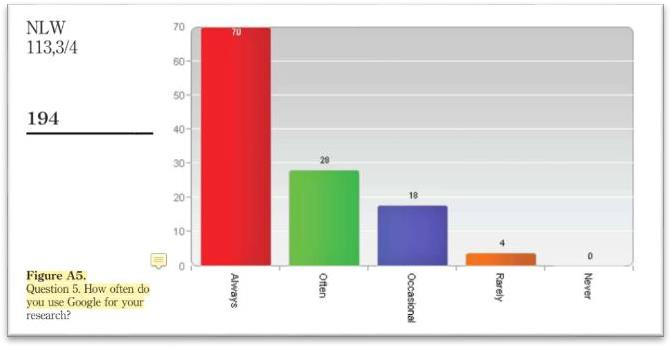 NLW
113,3/4
194
Figure A5.
Question 5. How often do
you use Google for your
research?
70
60
50
40
30
20
10
0
70
28
18
4
0
Always
Often
Occasional
Rarely
Never